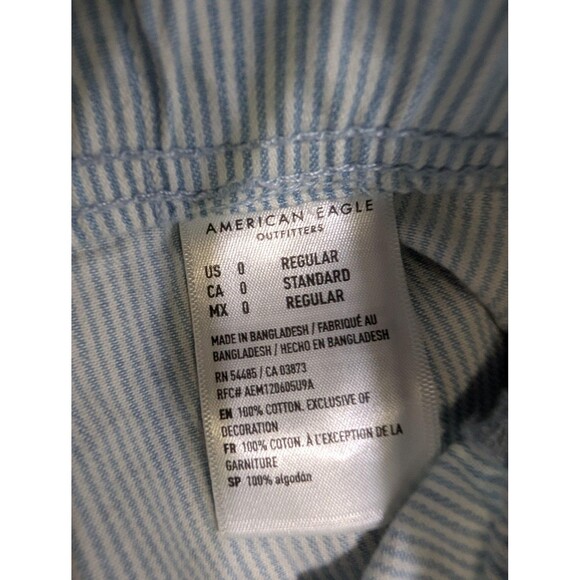 AMERICAN EAGLE
OUTFITTERS
US 0 REGULAR
CA 0 STANDARD
MX 0 REGULAR
MADE IN BANGLADESH / FABRIQUÉ AU
BANGLADESH / HECHO EN BANGLADESH
RN 54485 / CA 03873
RFC# AEM120605U9A
EN 100% COTTON. EXCLUSIVE OF
DECORATION
FR 100% COTON. À L'EXCEPTION DE LA
GARNITURE
SP 100% algodón